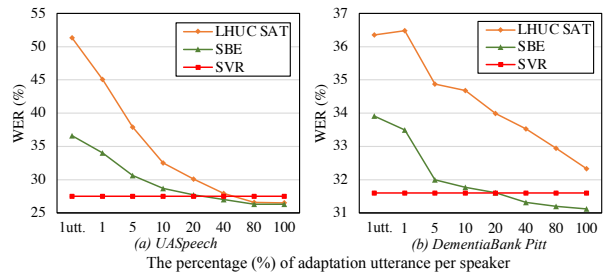 55
50
45
40
35
30
25
WER (%)
LHUC SAT
SBE
SVR
1utt. 1 5 10 20 40 80 100
(a) UASpeech
37
36
35
34
33
32
31
WER (%)
LHUC SAT
SBE
SVR
1utt. 1 5 10 20 40 80 100
(b) DementiaBank Pitt
The percentage (%) of adaptation utterance per speaker